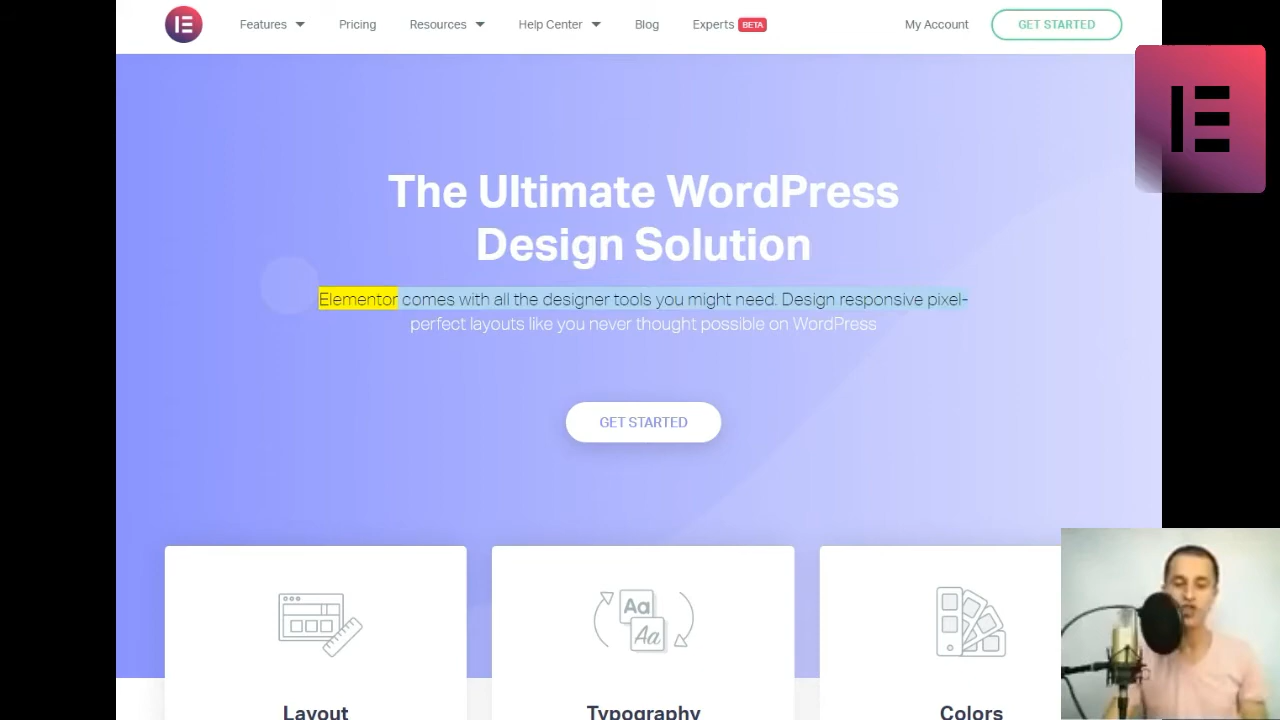 Features Pricing Resources Help Center Blog Experts BETA My Account GET STARTED
The Ultimate WordPress
Design Solution
Elementor comes with all the designer tools you might need. Design responsive pixel-
perfect layouts like you never thought possible on WordPress
GET STARTED
Aa
Aa
Layout Typography Colors